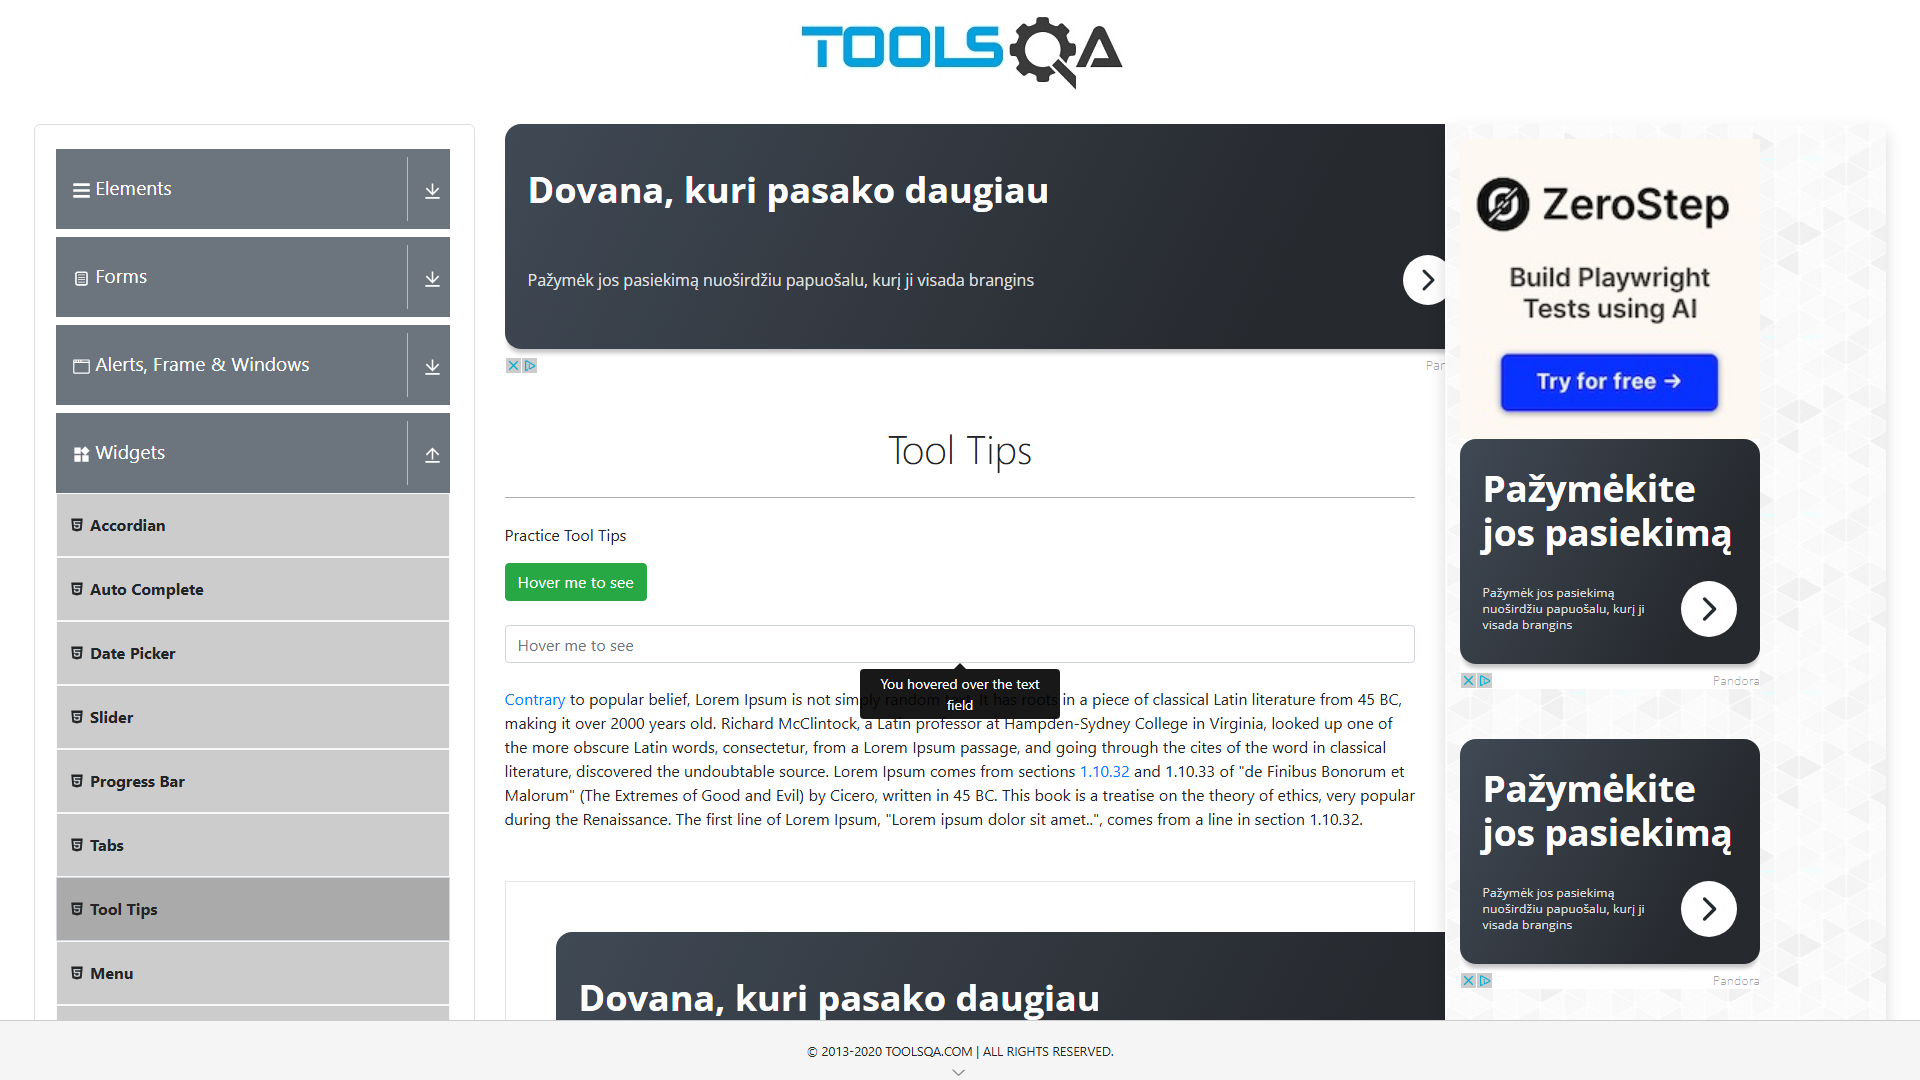 TOOLSQA
Elements
Forms
Alerts, Frame & Windows
Widgets
Accordian
Auto Complete
Date Picker
Slider
Progress Bar
Tabs
Tool Tips
Menu
Dovana, kuri pasako daugiau
Pažymėk jos pasiekimą nuoširdžiu papuošalu, kurį ji visada brangins
Tool Tips
Practice Tool Tips
Hover me to see
Hover me to see
You hovered over the text
field
Contrary to popular belief, Lorem Ipsum is not simply random text. It has roots in a piece of classical Latin literature from 45 BC,
making it over 2000 years old. Richard McClintock, a Latin professor at Hampden-Sydney College in Virginia, looked up one of
the more obscure Latin words, consectetur, from a Lorem Ipsum passage, and going through the cites of the word in classical
literature, discovered the undoubtable source. Lorem Ipsum comes from sections 1.10.32 and 1.10.33 of "de Finibus Bonorum et
Malorum" (The Extremes of Good and Evil) by Cicero, written in 45 BC. This book is a treatise on the theory of ethics, very popular
during the Renaissance. The first line of Lorem Ipsum, "Lorem ipsum dolor sit amet..", comes from a line in section 1.10.32.
Dovana, kuri pasako daugiau
ZeroStep
Build Playwright
Tests using AI
Try for free →
Pažymėkite
jos pasiekimą
Pažymėk jos pasiekimą
nuoširdžiu papuošalu, kurį ji
visada brangins
Pandora
Pažymėkite
jos pasiekimą
Pažymėk jos pasiekimą
nuoširdžiu papuošalu, kurį ji
visada brangins
Pandora
© 2013-2020 TOOLSQA.COM | ALL RIGHTS RESERVED.